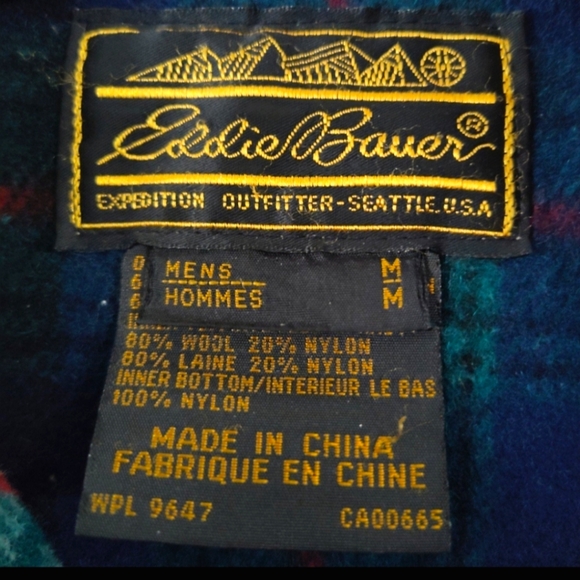 Eddie Bauer®
EXPEDITION OUTFITTER-SEATTLE.U.S.A
MENS M
HOMMES M
80% WOOL 20% NYLON
80% LAINE 20% NYLON
INNER BOTTOM/INTERIEUR LE BAS
100% NYLON
MADE IN CHINA
FABRIQUE EN CHINE
WPL 9647 CA00665